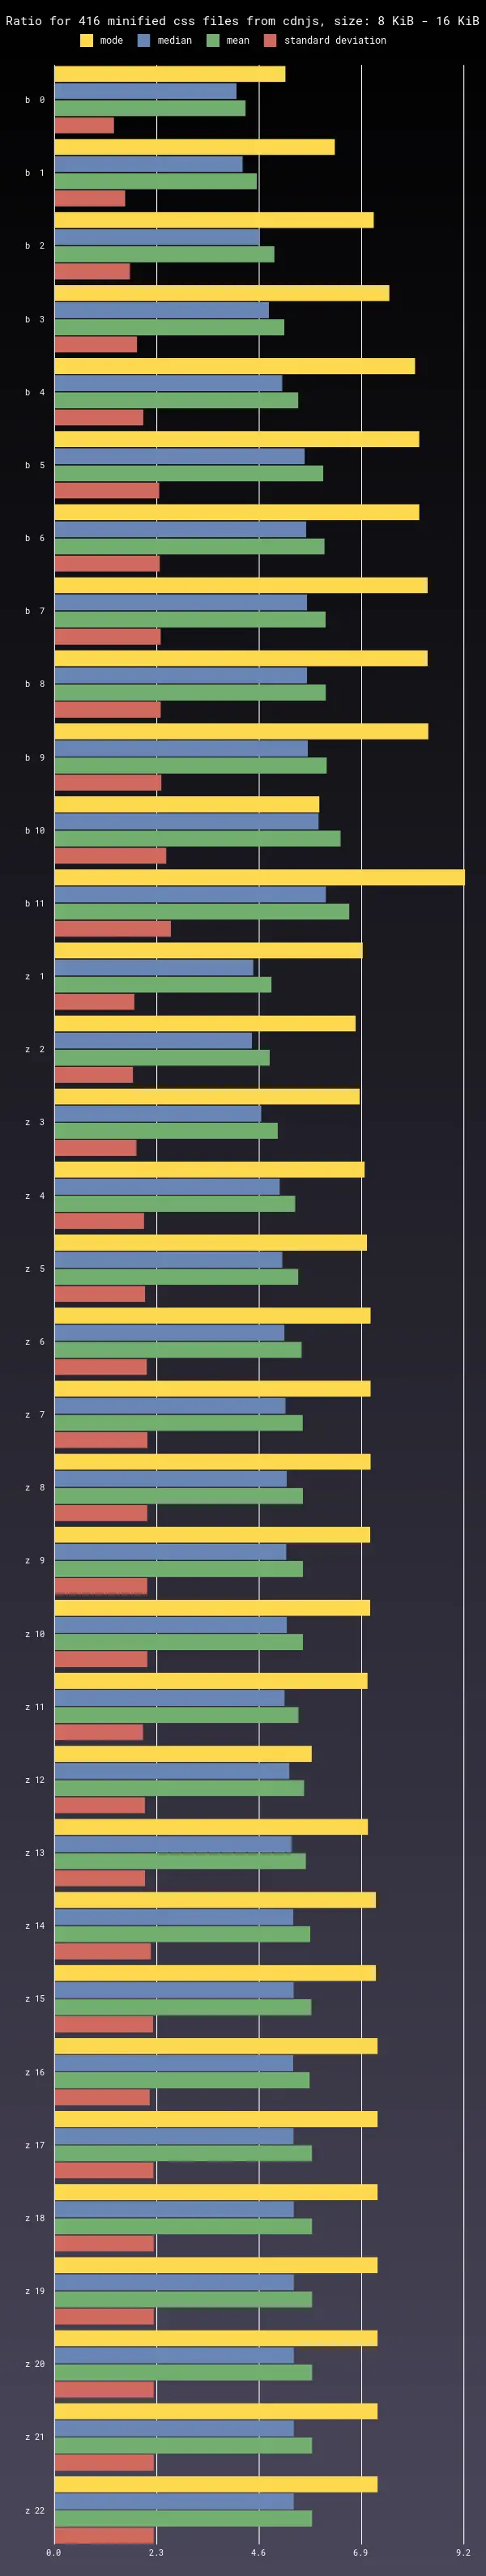 Ratio for 416 minified css files from cdnjs, size: 8 KiB - 16 KiB
mode median mean standard deviation
b 0
b 1
b 2
b 3
b 4
b 5
b 6
b 7
b 8
b 9
b 10
b 11
z 1
z 2
z 3
z 4
z 5
z 6
z 7
z 8
z 9
z 10
z 11
z 12
z 13
z 14
z 15
z 16
z 17
z 18
z 19
z 20
z 21
z 22
0.0 2.3 4.6 6.9 9.2